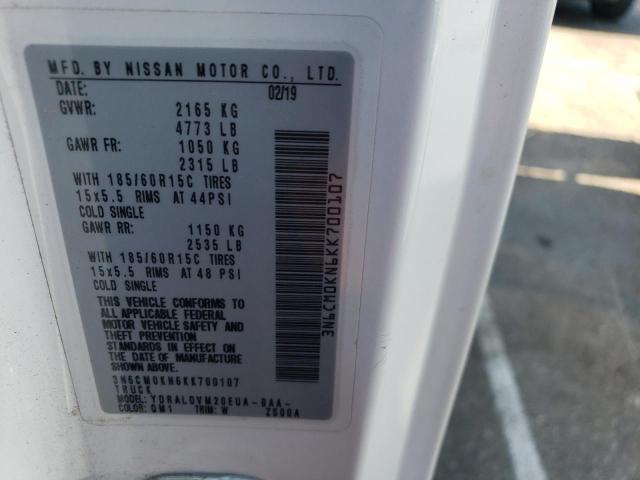 MFD. BY NISSAN MOTOR CO., LTD.
DATE: 02/19
GVWR: 2165 KG
4773 LB
GAWR FR: 1050 KG
2315 LB
WITH 185/60R15C TIRES
15x5.5 RIMS AT 44PSI
COLD SINGLE
GAWR RR: 1150 KG
2535 LB
WITH 185/60R15C TIRES
15x5.5 RIMS AT 48 PSI
COLD SINGLE
THIS VEHICLE CONFORMS TO
ALL APPLICABLE FEDERAL
MOTOR VEHICLE SAFETY AND
THEFT PREVENTION
STANDARDS IN EFFECT ON
THE DATE OF MANUFACTURE
SHOWN ABOVE.
3N6CM0KN6KK700107
TRUCK
MODEL: YDRALDVM20EUA-BAA-
COLOR: QM1 TRIM: W Z500A
3N6CM0KN6KK700107